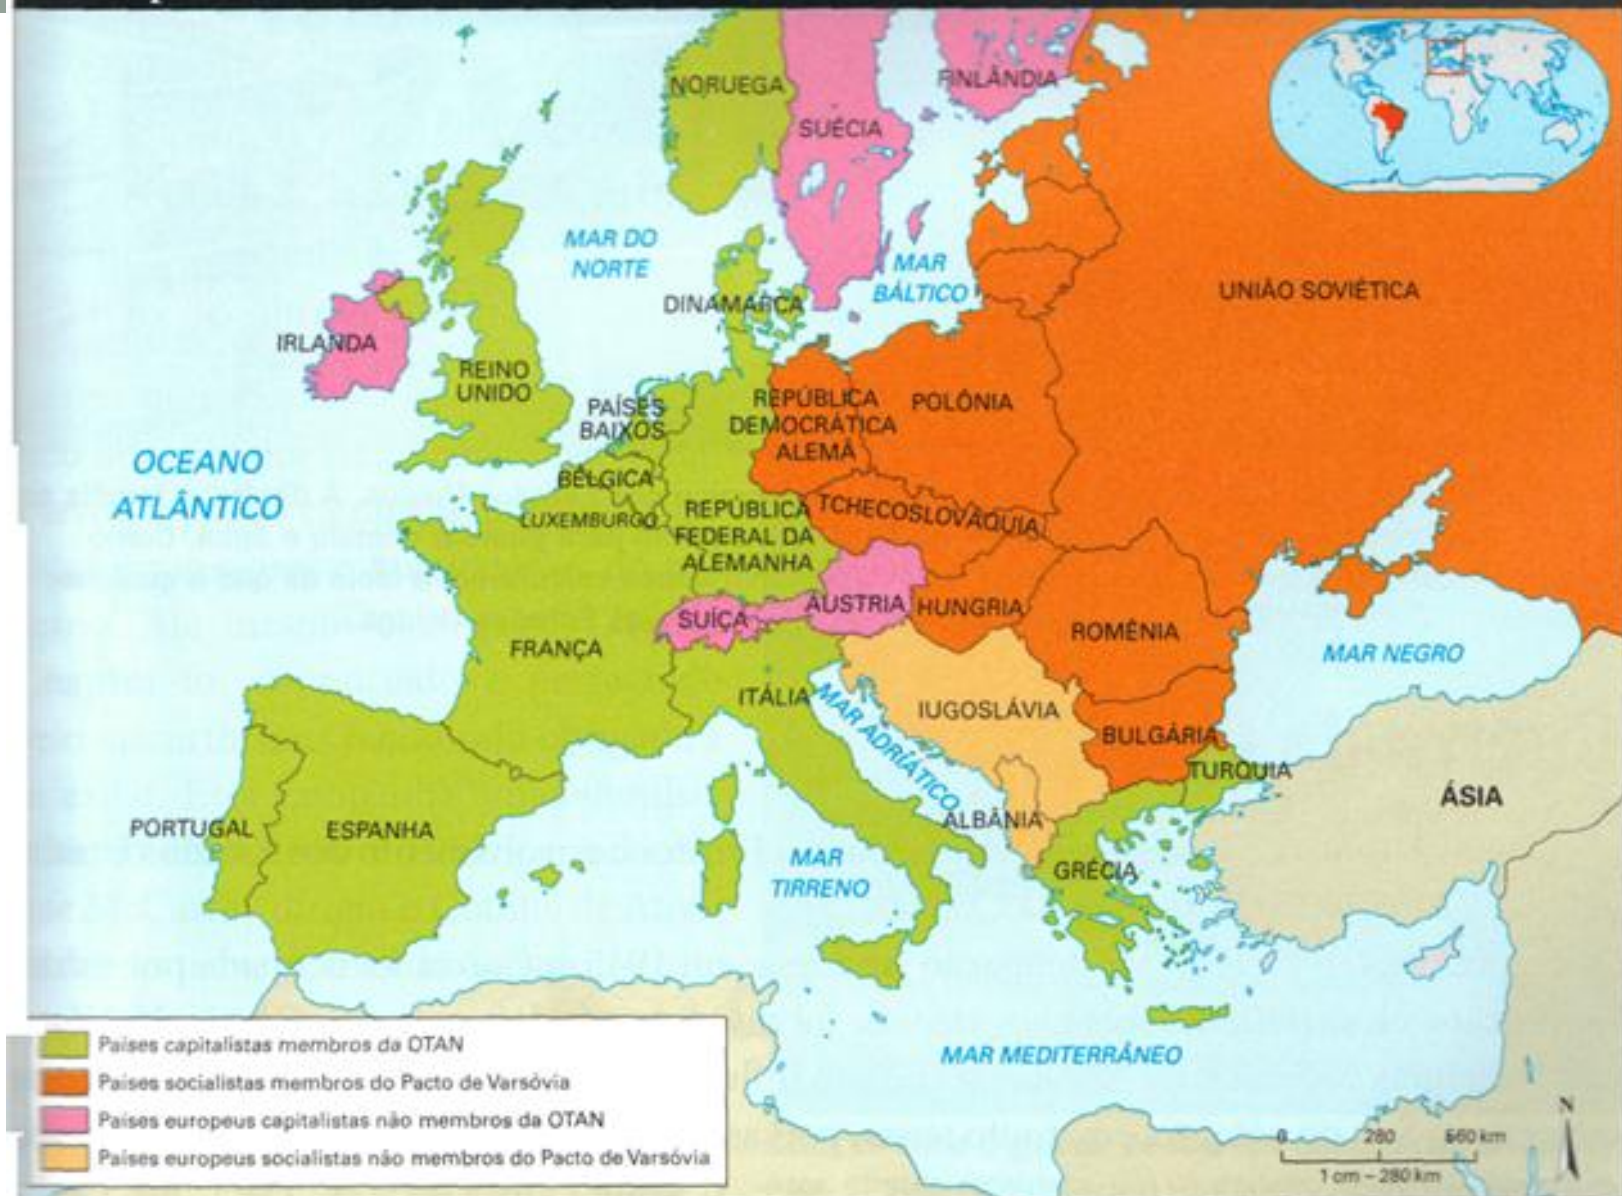 NORUEGA
SUÉCIA
FINLÂNDIA
MAR DO
NORTE
MAR
BÁLTICO
UNIÃO SOVIÉTICA
DINAMARCA
IRLANDA
REINO
UNIDO
PAÍSES
BAIXOS
REPÚBLICA
DEMOCRÁTICA
ALEMÃ
POLÔNIA
OCEANO
ATLÂNTICO
BÉLGICA
LUXEMBURGO
REPÚBLICA
FEDERAL DA
ALEMANHA
TCHECOSLOVÁQUIA
SUÍÇA
ÁUSTRIA
HUNGRIA
ROMÊNIA
FRANÇA
MAR NEGRO
ITÁLIA
MAR ADRIÁTICO
IUGOSLÁVIA
BULGÁRIA
TURQUIA
ÁSIA
PORTUGAL
ESPANHA
ALBÂNIA
MAR
TIRRENO
GRÉCIA
MAR MEDITERRÂNEO
Países capitalistas membros da OTAN
Países socialistas membros do Pacto de Varsóvia
Países europeus capitalistas não membros da OTAN
Países europeus socialistas não membros do Pacto de Varsóvia
N
0 280 560 km
1 cm – 280 km